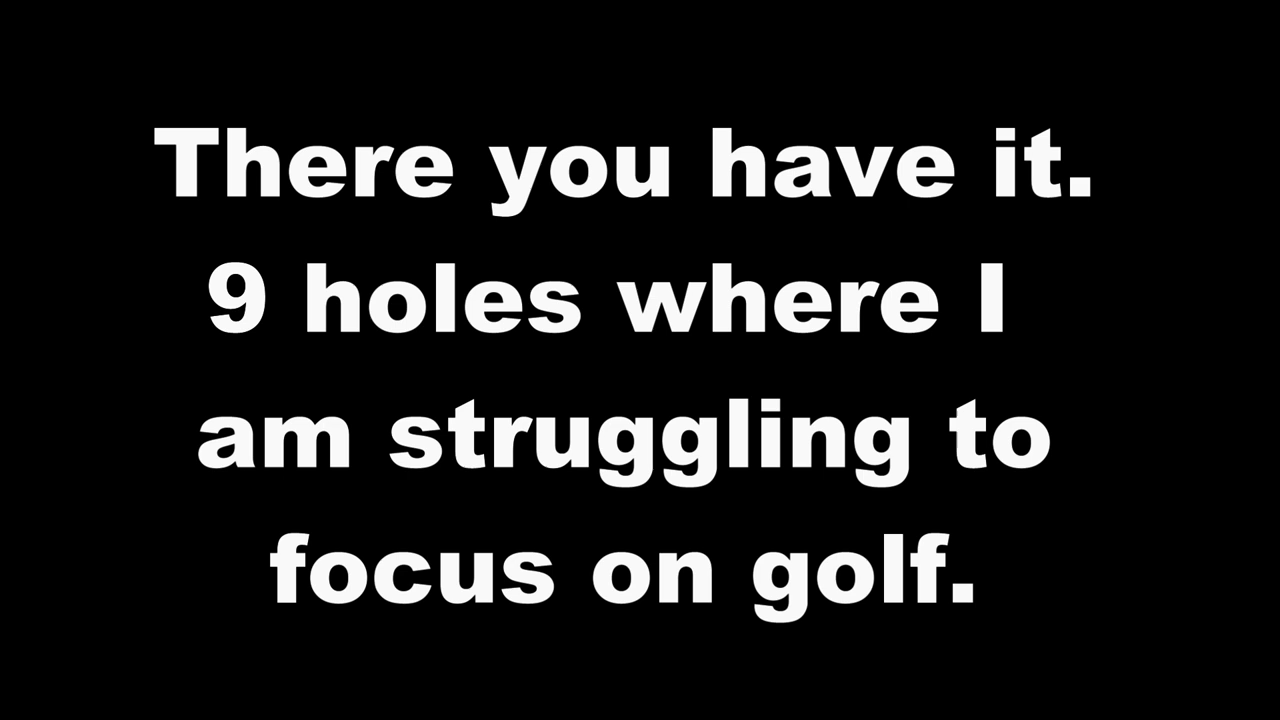 There you have it.
9 holes where I
am struggling to
focus on golf.